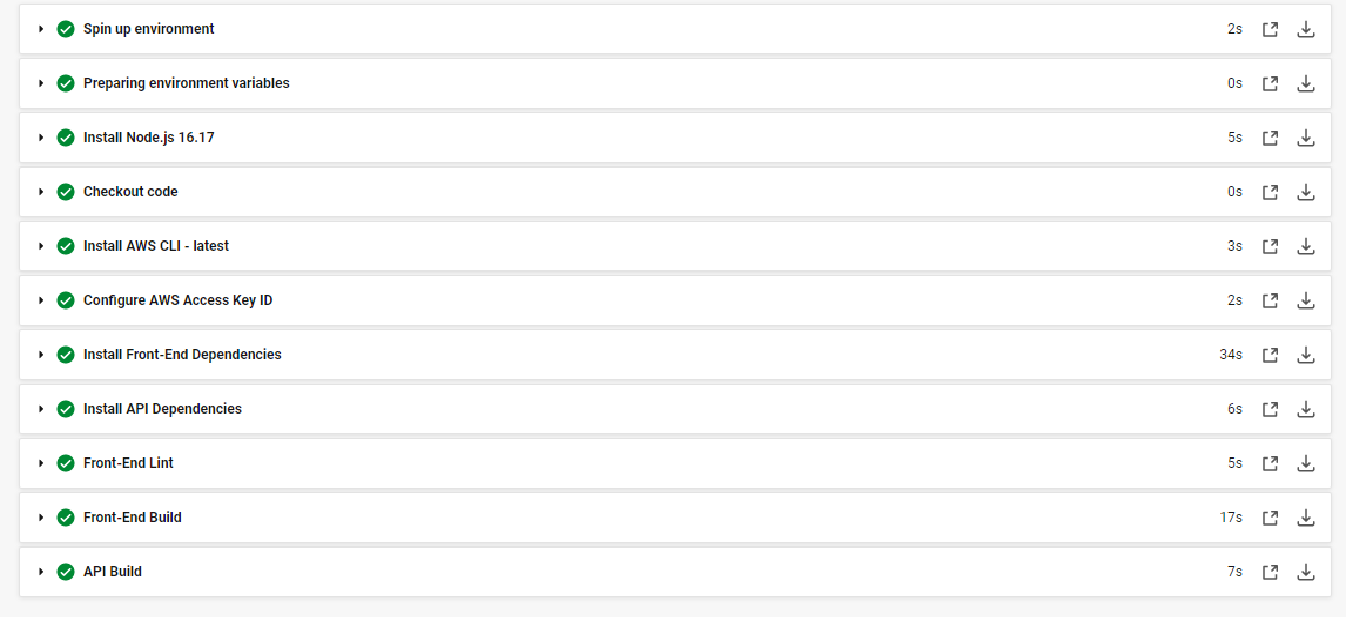 Spin up environment 2s
Preparing environment variables 0s
Install Node.js 16.17 5s
Checkout code 0s
Install AWS CLI - latest 3s
Configure AWS Access Key ID 2s
Install Front-End Dependencies 34s
Install API Dependencies 6s
Front-End Lint 5s
Front-End Build 17s
API Build 7s